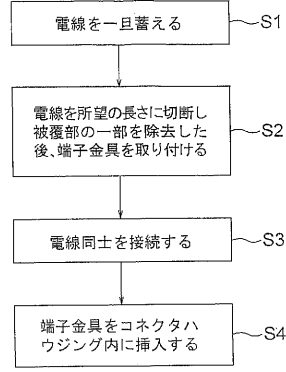 電線を一旦蓄える
S1
電線を所望の長さに切断し
被覆部の一部を除去した
後、端子金具を取り付ける
S2
電線同士を接続する
S3
端子金具をコネクタハ
ウジング内に挿入する
S4